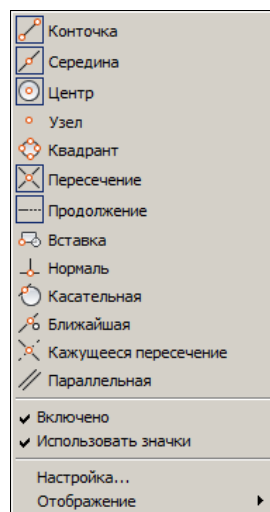 Конточка
Середина
Центр
Узел
Квадрант
Пересечение
Продолжение
Вставка
Нормаль
Касательная
Ближайшая
Кажущееся пересечение
Параллельная
Включено
Использовать значки
Настройка...
Отображение